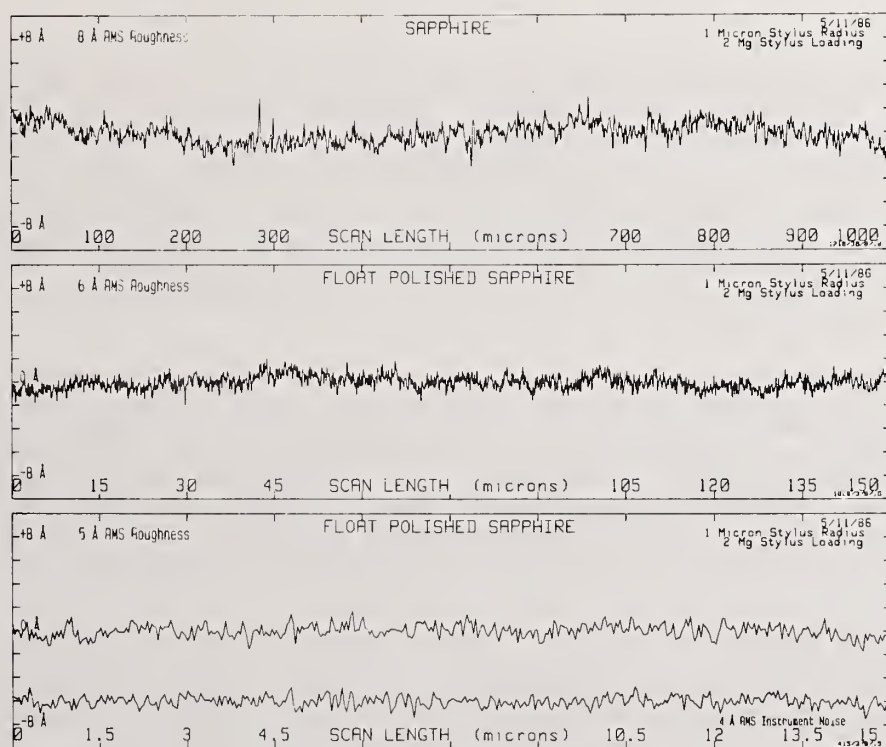 SAPPHIRE
5/11/86
+8 Å
8 Å RMS Roughness
1 Micron Stylus Radius
2 Mg Stylus Loading
-8 Å
0 100 200 300 SCAN LENGTH (microns) 700 800 900 1000
FLOAT POLISHED SAPPHIRE
5/11/86
+8 Å
6 Å RMS Roughness
1 Micron Stylus Radius
2 Mg Stylus Loading
0 Å
-8 Å
0 15 30 45 SCAN LENGTH (microns) 105 120 135 150
FLOAT POLISHED SAPPHIRE
5/11/86
+8 Å
5 Å RMS Roughness
1 Micron Stylus Radius
2 Mg Stylus Loading
0 Å
-8 Å
4 Å RMS Instrument Noise
0 1.5 3 4.5 SCAN LENGTH (microns) 10.5 12 13.5 15